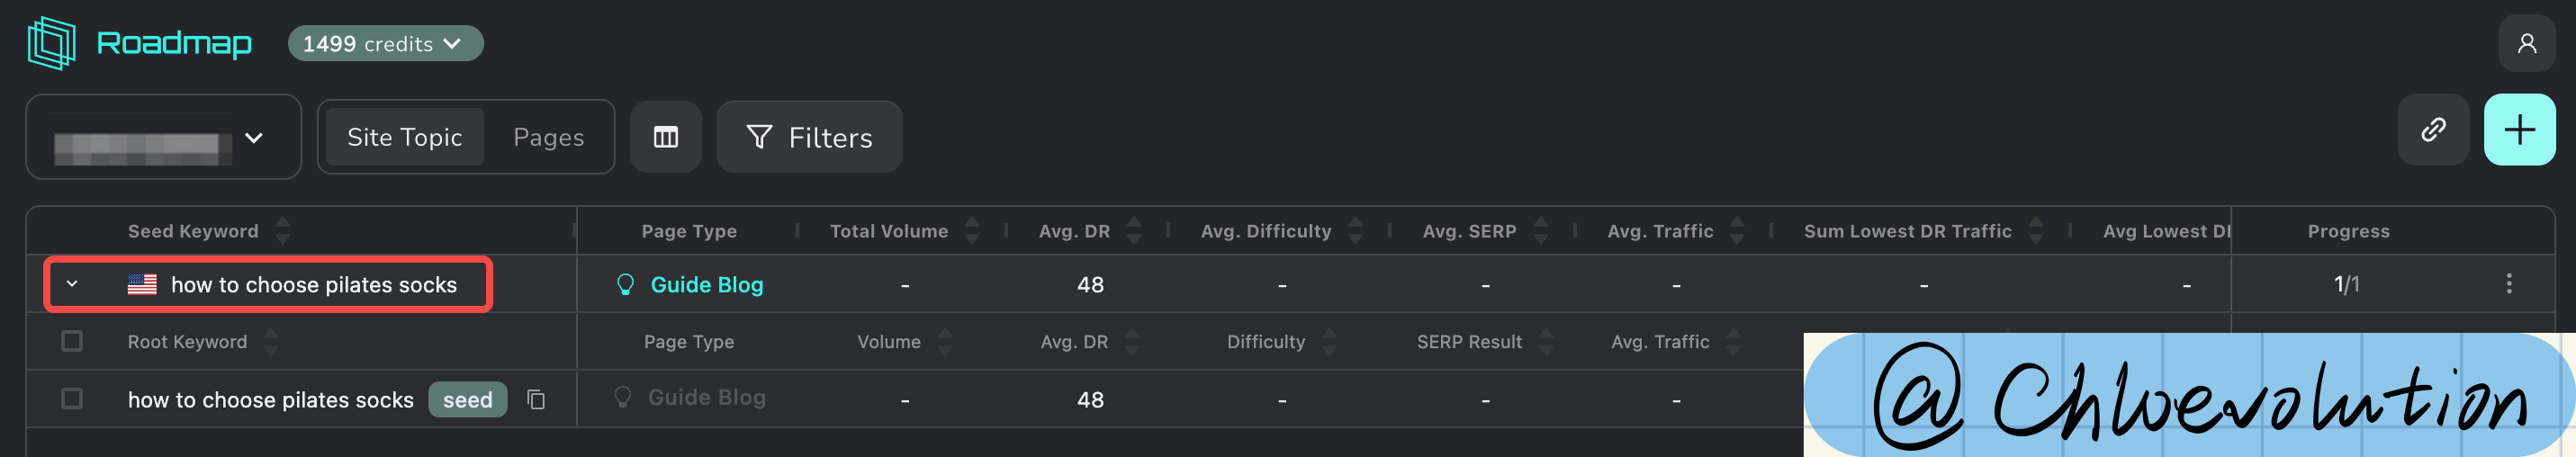 Roadmap 1499 credits
Site Topic Pages Filters
Seed Keyword Page Type Total Volume Avg. DR Avg. Difficulty Avg. SERP Avg. Traffic Sum Lowest DR Traffic Avg Lowest Progress
how to choose pilates socks Guide Blog - 48 - - - - - 1/1
Root Keyword Page Type Volume Avg. DR Difficulty SERP Result Avg. Traffic
how to choose pilates socks seed Guide Blog - 48 - - -
@Chloevolution